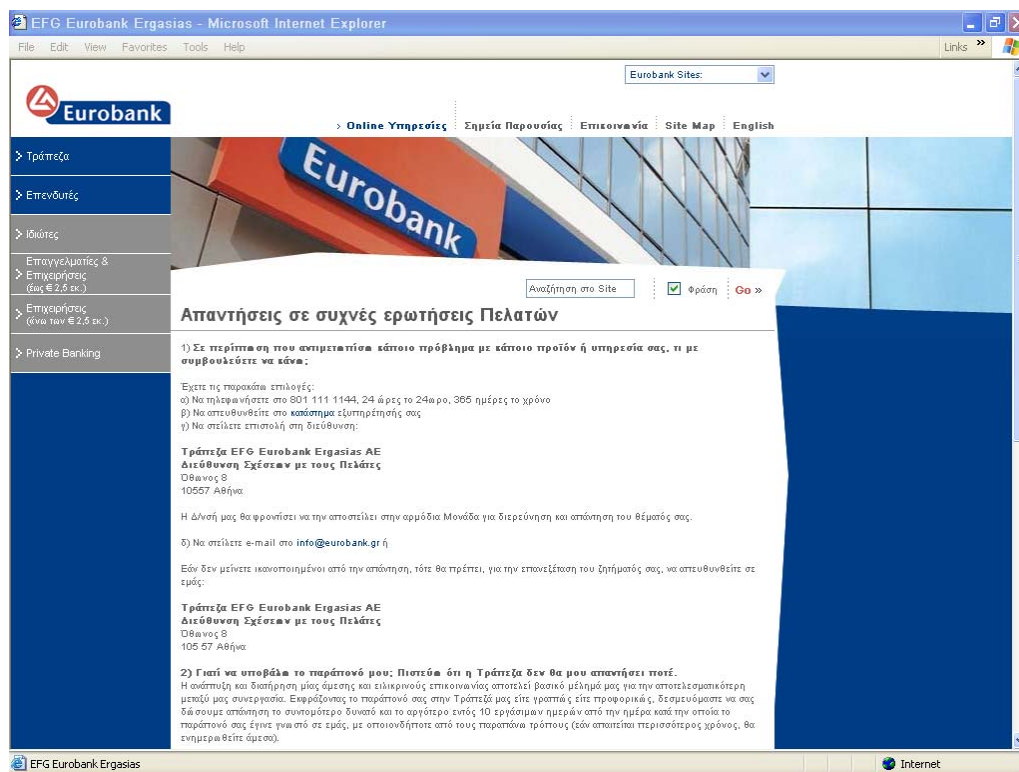 EFG Eurobank Ergasias - Microsoft Internet Explorer
File Edit View Favorites Tools Help
Links »
Eurobank Sites:
Eurobank
> Online Υπηρεσίες Σημεία Παρουσίας Επικοινωνία Site Map English
Τράπεζα
Επενδυτές
Ιδιώτες
Επαγγελματίες &
Επιχειρήσεις
(έως € 2,5 εκ.)
Επιχειρήσεις
(άνω των € 2,5 εκ.)
Private Banking
Eurobank
Αναζήτηση στο Site
Φράση
Go »
Απαντήσεις σε συχνές ερωτήσεις Πελατών
1) Σε περίπτωση που αντιμετωπίσω κάποιο πρόβλημα με κάποιο προϊόν ή υπηρεσία σας, τι με
συμβουλεύετε να κάνω;
Έχετε τις παρακάτω επιλογές:
α) Να τηλεφωνήσετε στο 801 111 1144, 24 ώρες το 24ωρο, 365 ημέρες το χρόνο
β) Να απευθυνθείτε στο κατάστημα εξυπηρέτησής σας
γ) Να στείλετε επιστολή στη διεύθυνση:
Τράπεζα EFG Eurobank Ergasias ΑΕ
Διεύθυνση Σχέσεων με τους Πελάτες
Όθωνος 8
10557 Αθήνα
Η Δ/νσή μας θα φροντίσει να την αποστείλει στην αρμόδια Μονάδα για διερεύνηση και απάντηση του θέματός σας.
δ) Να στείλετε e-mail στο info@eurobank.gr ή
Εάν δεν μείνετε ικανοποιημένοι από την απάντηση, τότε θα πρέπει, για την επανεξέταση του ζητήματός σας, να απευθυνθείτε σε
εμάς:
Τράπεζα EFG Eurobank Ergasias ΑΕ
Διεύθυνση Σχέσεων με τους Πελάτες
Όθωνος 8
105 57 Αθήνα
2) Γιατί να υποβάλω το παράπονό μου; Πιστεύω ότι η Τράπεζα δεν θα μου απαντήσει ποτέ.
Η ανάπτυξη και διατήρηση μίας άμεσης και ειλικρινούς επικοινωνίας αποτελεί βασικό μέλημά μας για την αποτελεσματικότερη
μεταξύ μας συνεργασία. Εκφράζοντας το παράπονό σας στην Τράπεζά μας είτε γραπτώς είτε προφορικώς, δεσμευόμαστε να σας
δώσουμε απάντηση το συντομότερο δυνατό και το αργότερο εντός 10 εργάσιμων ημερών από την ημέρα κατά την οποία το
παράπονό σας έγινε γνωστό σε εμάς, με οποιονδήποτε από τους παραπάνω τρόπους (εάν απαιτείται περισσότερος χρόνος, θα
ενημερωθείτε άμεσα).
EFG Eurobank Ergasias
Internet